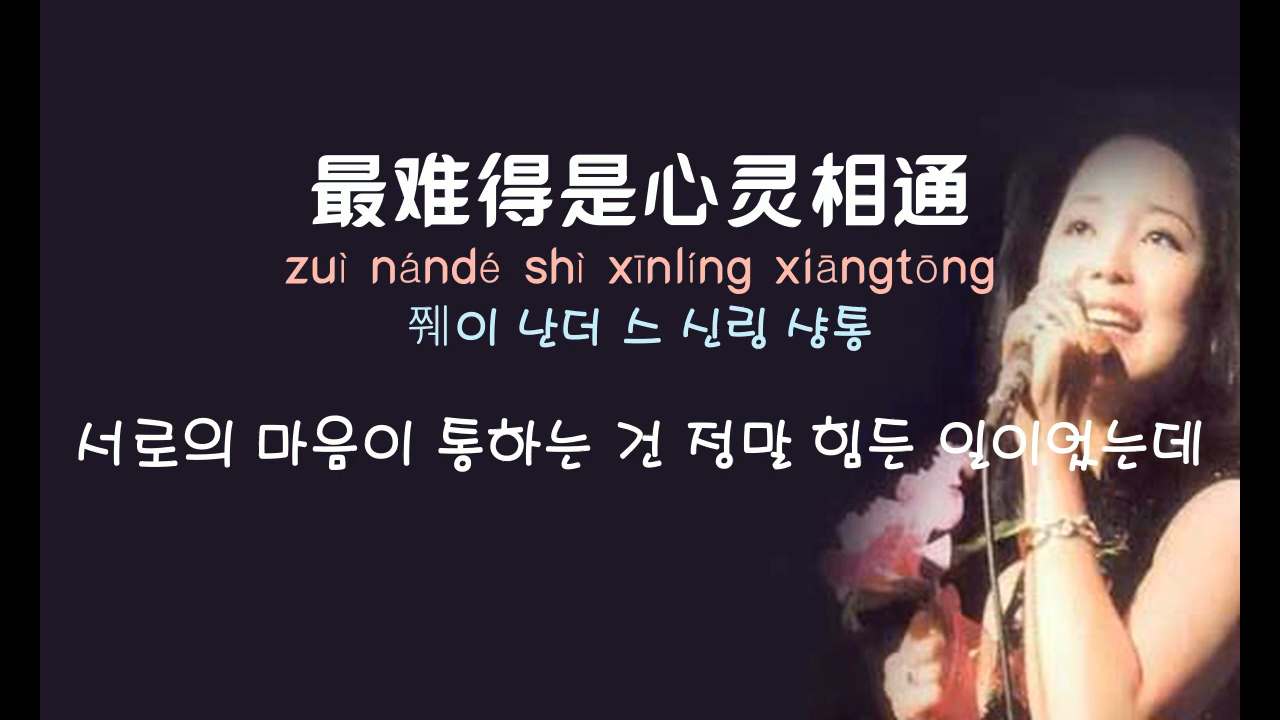 最难得是心灵相通
zuì nándé shì xīnlíng xiāngtōng
쮀이 난더 스 신링 샹통
서로의 마음이 통하는 건 정말 힘든 일이었는데